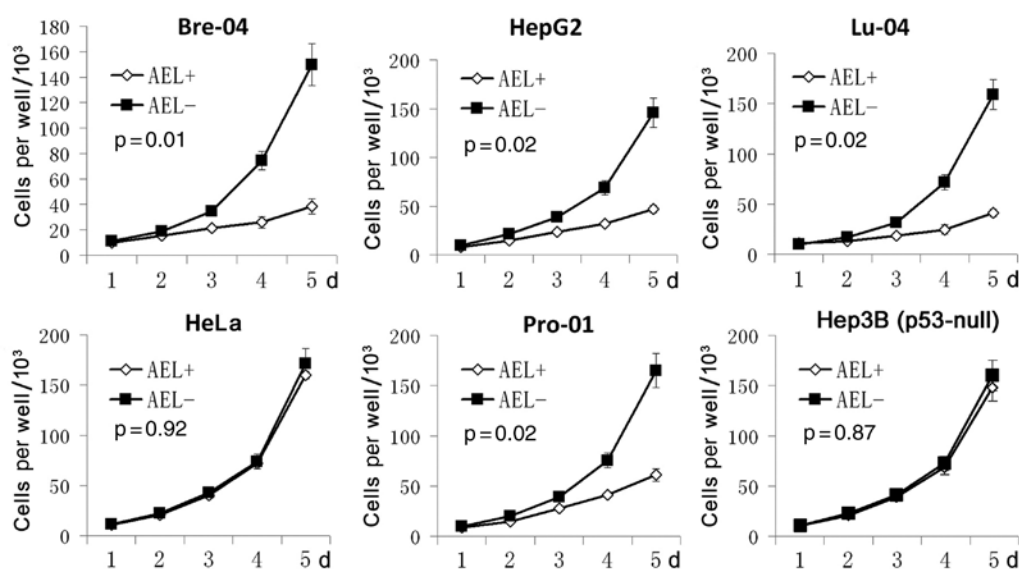 Bre-04
Cells per well/10³
180
160
140
120
100
80
60
40
20
0
AEL+
AEL−
p=0.01
1 2 3 4 5 d
HepG2
Cells per well/10³
200
150
100
50
0
AEL+
AEL−
p=0.02
1 2 3 4 5 d
Lu-04
Cells per well/10³
200
150
100
50
0
AEL+
AEL−
p=0.02
1 2 3 4 5 d
HeLa
Cells per well/10³
200
150
100
50
0
AEL+
AEL−
p=0.92
1 2 3 4 5 d
Pro-01
Cells per well/10³
200
150
100
50
0
AEL+
AEL−
p=0.02
1 2 3 4 5 d
Hep3B (p53-null)
Cells per well/10³
200
150
100
50
0
AEL+
AEL−
p=0.87
1 2 3 4 5 d